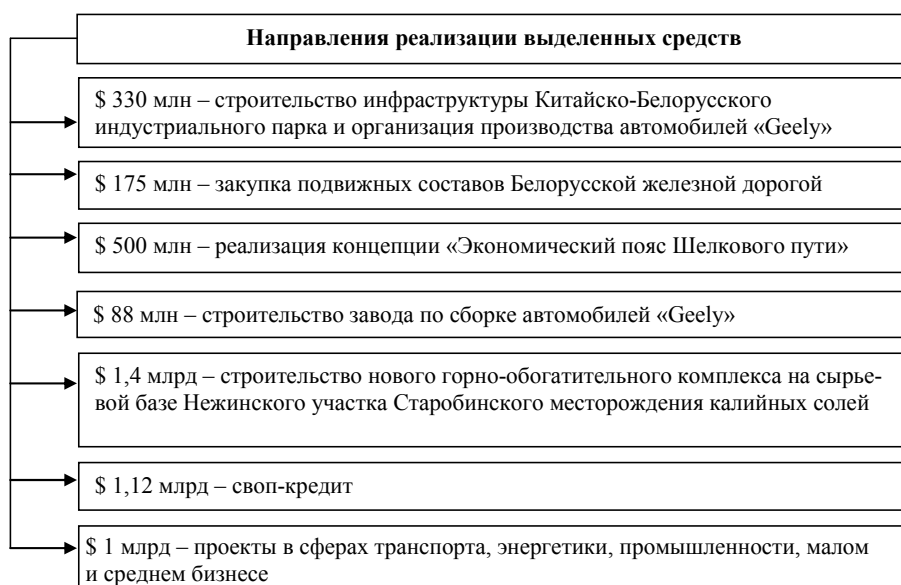 Направления реализации выделенных средств
$ 330 млн – строительство инфраструктуры Китайско-Белорусского
индустриального парка и организация производства автомобилей «Geely»
$ 175 млн – закупка подвижных составов Белорусской железной дорогой
$ 500 млн – реализация концепции «Экономический пояс Шелкового пути»
$ 88 млн – строительство завода по сборке автомобилей «Geely»
$ 1,4 млрд – строительство нового горно-обогатительного комплекса на сырье-
вой базе Нежинского участка Старобинского месторождения калийных солей
$ 1,12 млрд – своп-кредит
$ 1 млрд – проекты в сферах транспорта, энергетики, промышленности, малом
и среднем бизнесе